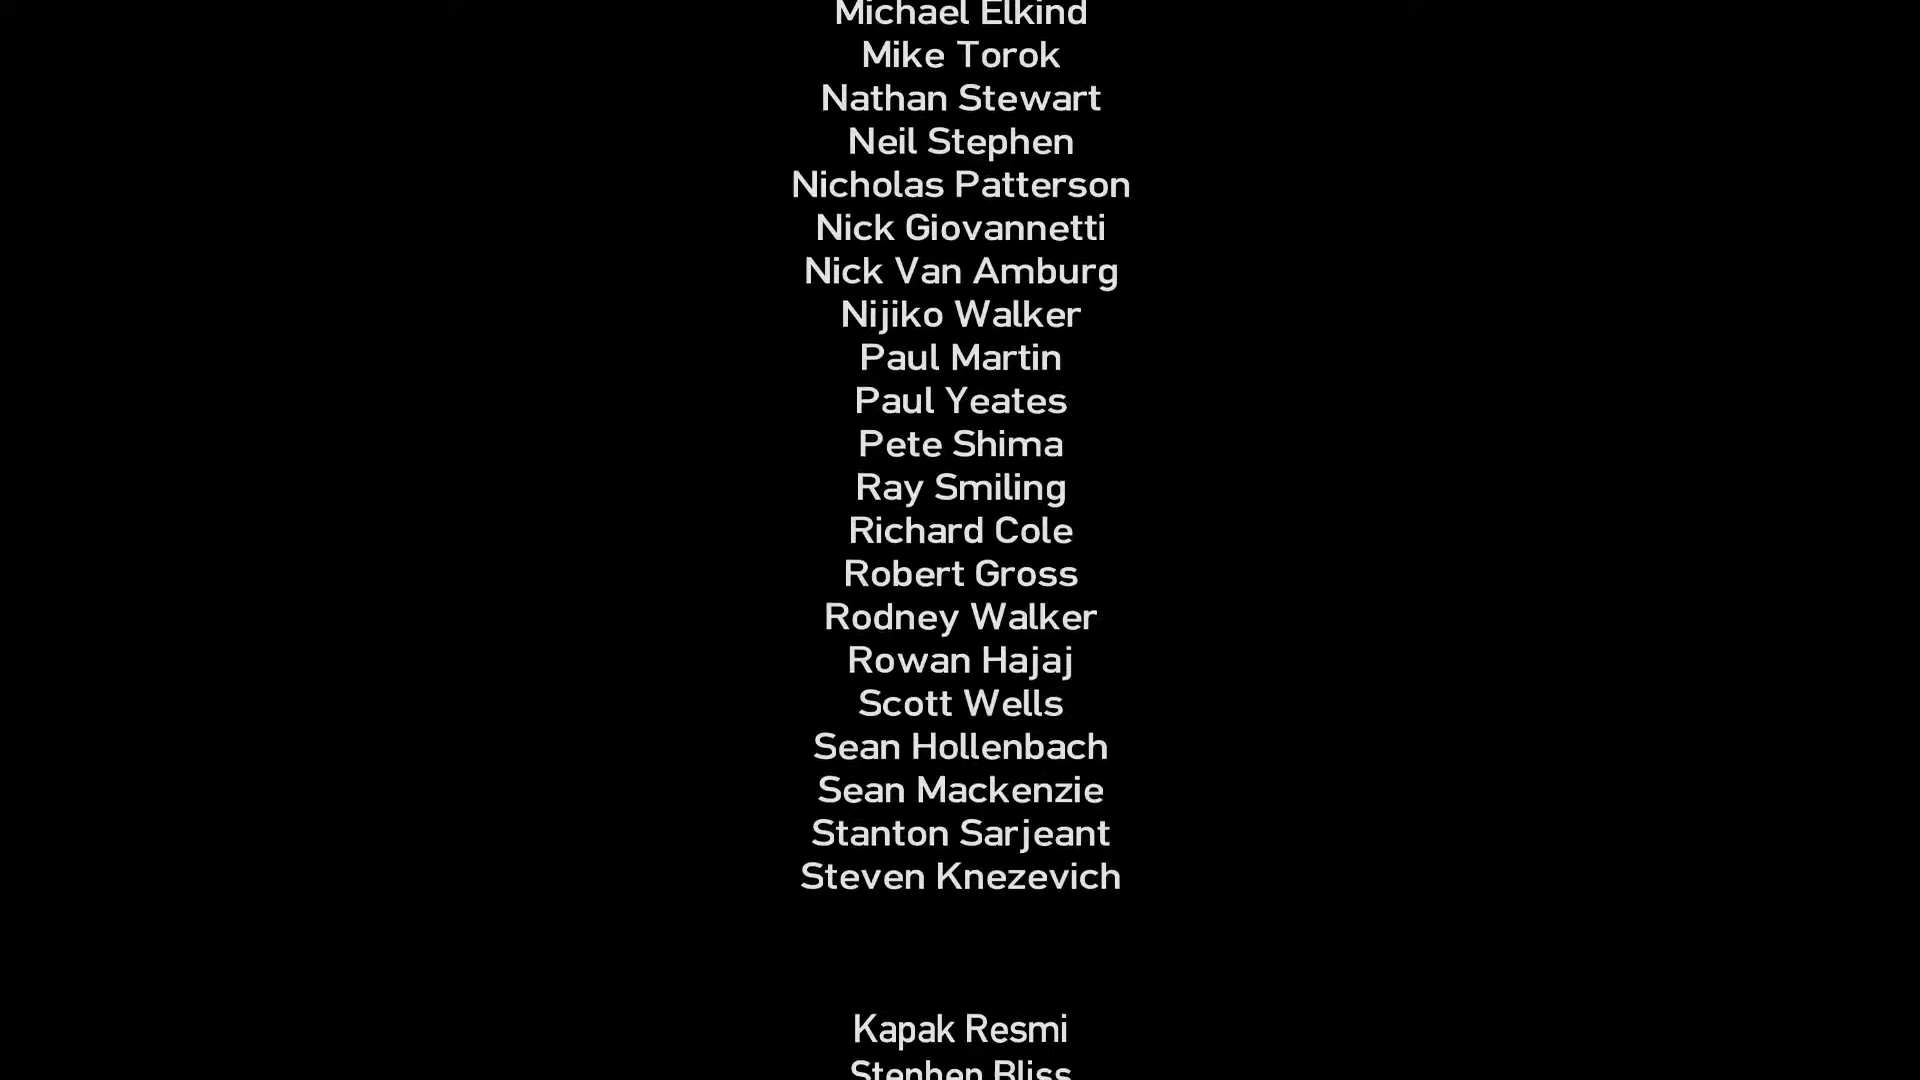 Michael Elkind
Mike Torok
Nathan Stewart
Neil Stephen
Nicholas Patterson
Nick Giovannetti
Nick Van Amburg
Nijiko Walker
Paul Martin
Paul Yeates
Pete Shima
Ray Smiling
Richard Cole
Robert Gross
Rodney Walker
Rowan Hajaj
Scott Wells
Sean Hollenbach
Sean Mackenzie
Stanton Sarjeant
Steven Knezevich
Kapak Resmi
Stephen Bliss